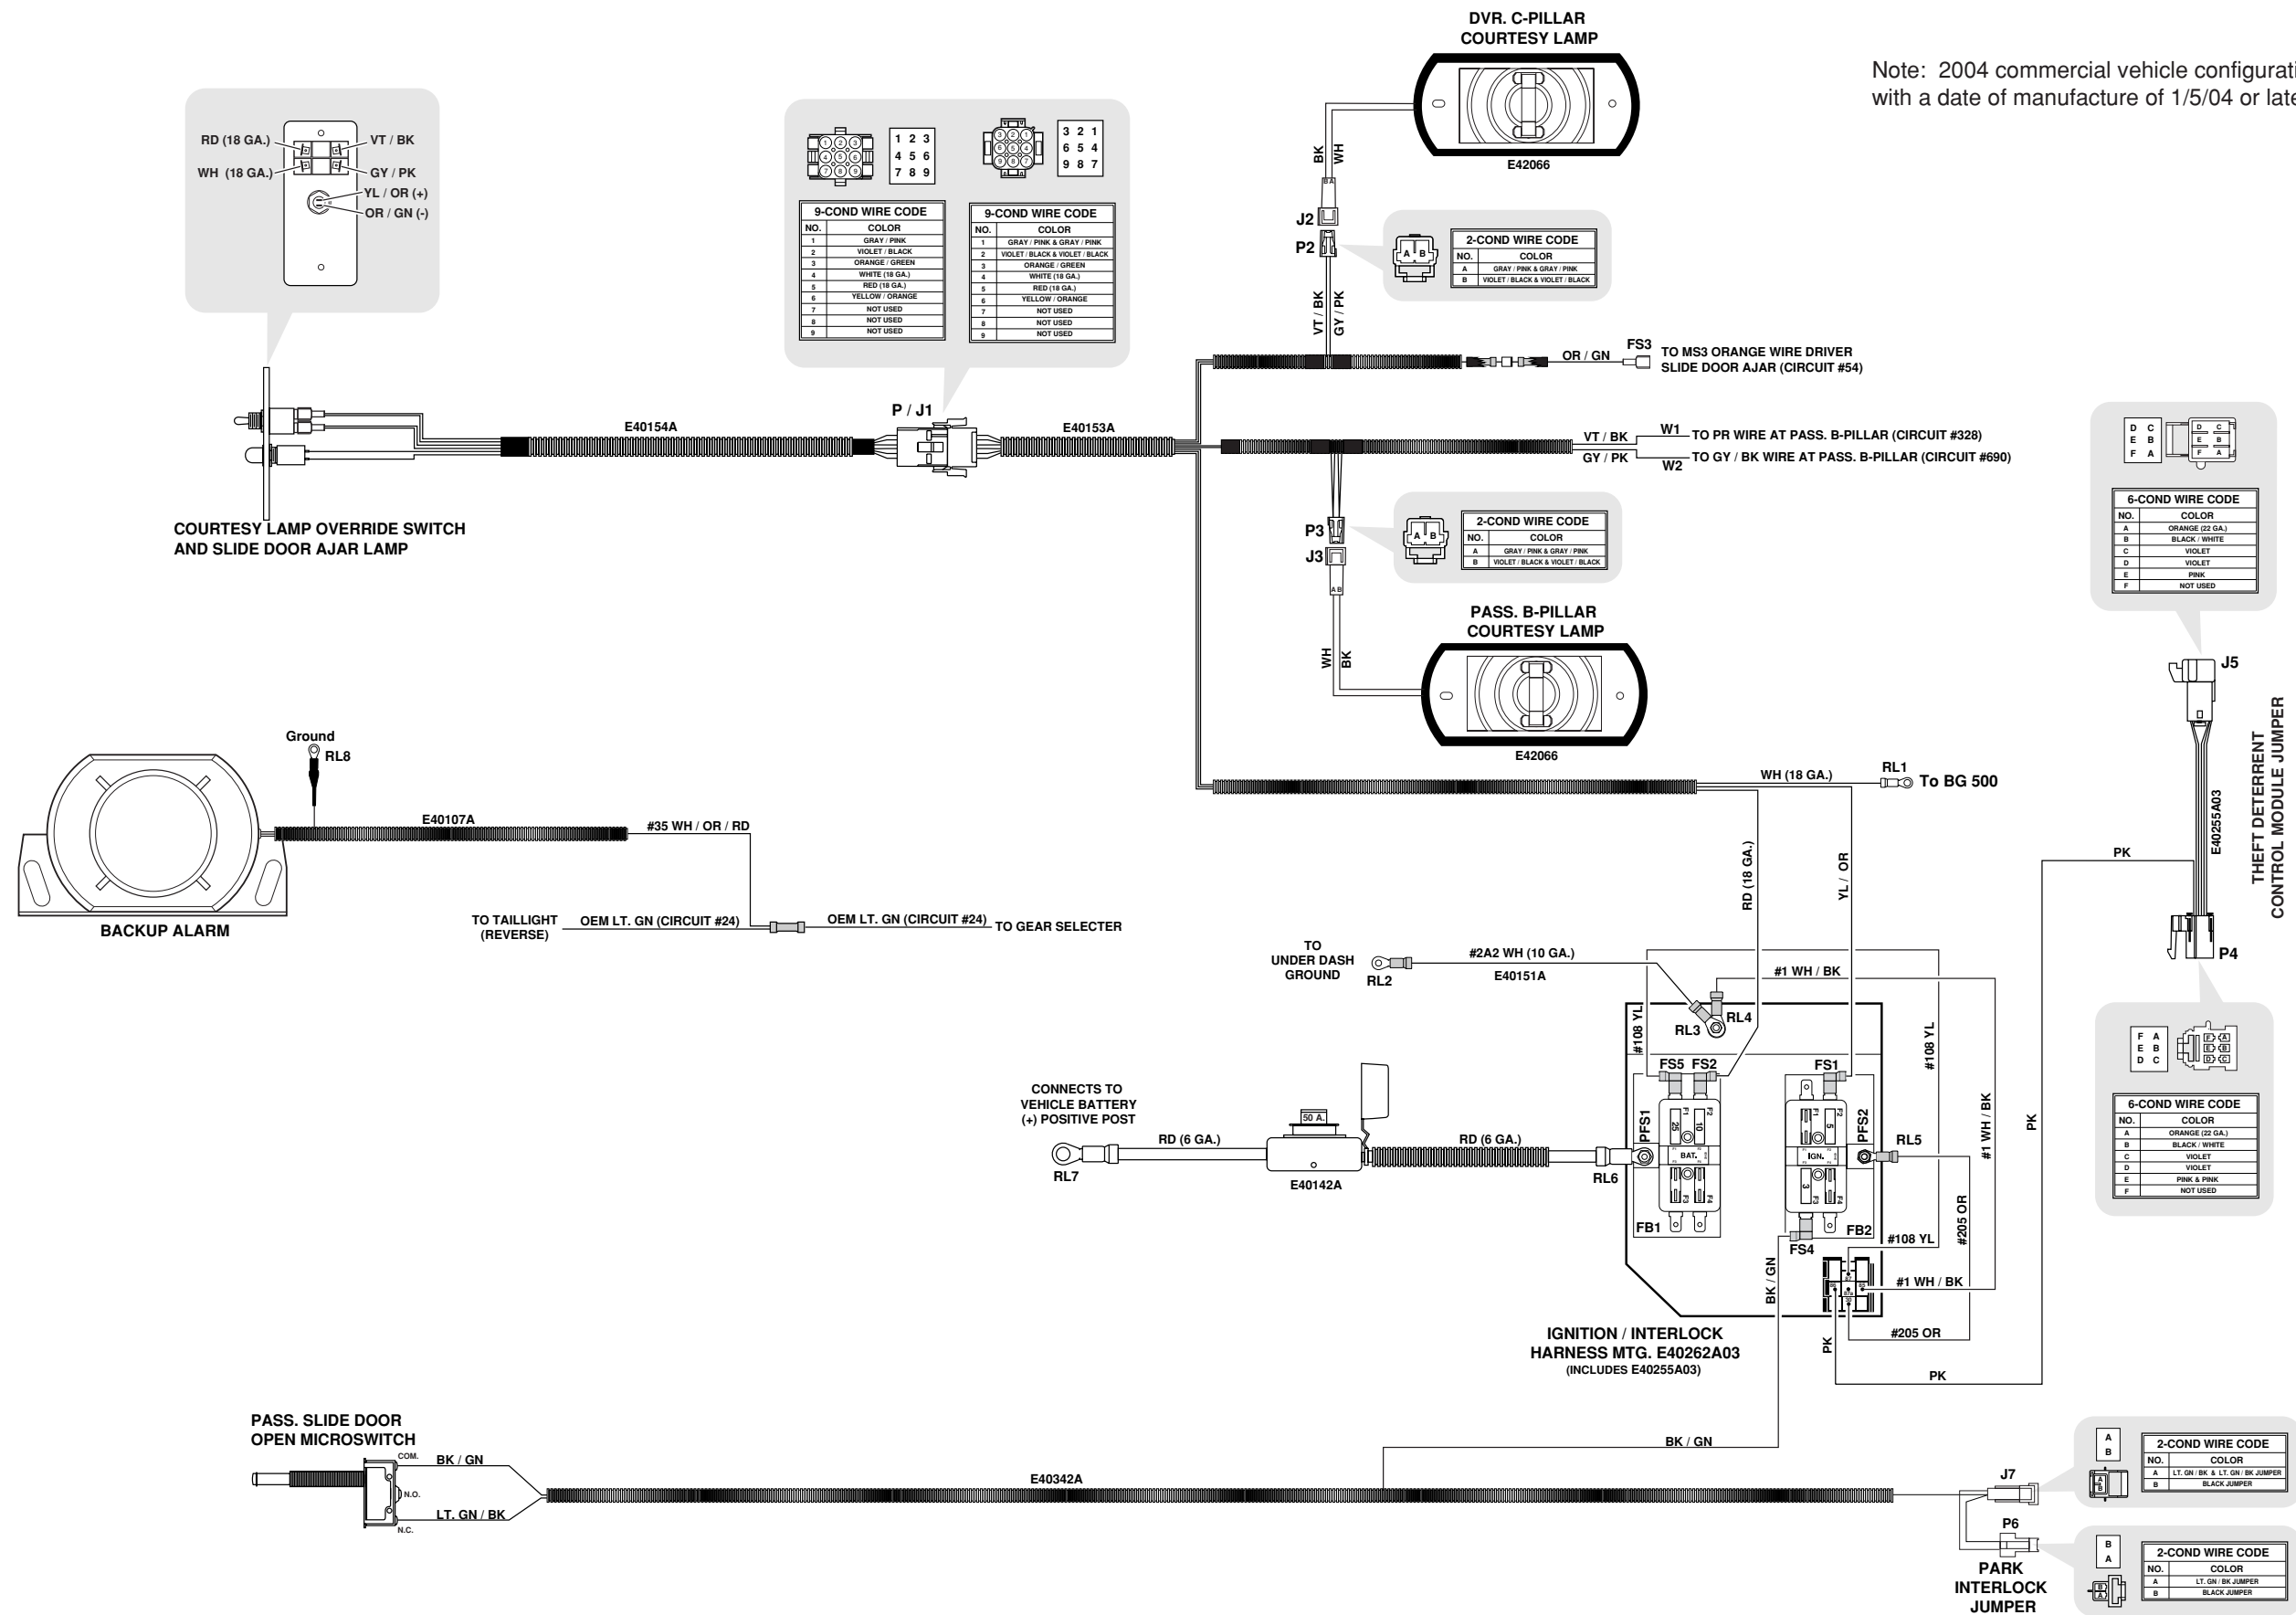 DVR. C-PILLAR
COURTESY LAMP
Note: 2004 commercial vehicle
with a date of manufacture of 1/5/04 or
RD (18 GA.)
VT / BK
WH (18 GA.)
GY / PK
YL / OR (+)
OR / GN (-)
1 2 3
4 5 6
7 8 9
3 2 1
6 5 4
9 8 7
9-COND WIRE CODE
NO. COLOR
1 GRAY / PINK
2 VIOLET / BLACK
3 ORANGE / GREEN
4 WHITE (18 GA.)
5 RED (18 GA.)
6 YELLOW / ORANGE
7 NOT USED
8 NOT USED
9 NOT USED
9-COND WIRE CODE
NO. COLOR
1 GRAY / PINK & GRAY / PINK
2 VIOLET / BLACK & VIOLET / BLACK
3 ORANGE / GREEN
4 WHITE (18 GA.)
5 RED (18 GA.)
6 YELLOW / ORANGE
7 NOT USED
8 NOT USED
9 NOT USED
BK
WH
E42066
B A
J2
P2
A B
2-COND WIRE CODE
NO. COLOR
A GRAY / PINK & GRAY / PINK
B VIOLET / BLACK & VIOLET / BLACK
VT / BK
GY / PK
OR / GN
FS3
TO MS3 ORANGE WIRE DRIVER
SLIDE DOOR AJAR (CIRCUIT #54)
P / J1
E40154A
E40153A
VT / BK
W1
TO PR WIRE AT PASS. B-PILLAR (CIRCUIT #328)
GY / PK
W2
TO GY / BK WIRE AT PASS. B-PILLAR (CIRCUIT #690)
COURTESY LAMP OVERRIDE SWITCH
AND SLIDE DOOR AJAR LAMP
P3
J3
A B
A B
2-COND WIRE CODE
NO. COLOR
A GRAY / PINK & GRAY / PINK
B VIOLET / BLACK & VIOLET / BLACK
PASS. B-PILLAR
COURTESY LAMP
WH
BK
E42066
D C
E B
F A
D C
E B
F A
6-COND WIRE CODE
NO. COLOR
A ORANGE (22 GA.)
B BLACK / WHITE
C VIOLET
D VIOLET
E PINK
F NOT USED
J5
E40255A03
THEFT DETERRENT
CONTROL MODULE JUMPER
PK
P4
F A
E B
D C
F A
E B
D C
6-COND WIRE CODE
NO. COLOR
A ORANGE (22 GA.)
B BLACK / WHITE
C VIOLET
D VIOLET
E PINK & PINK
F NOT USED
Ground
RL8
E40107A
#35 WH / OR / RD
BACKUP ALARM
TO TAILLIGHT
(REVERSE)
OEM LT. GN (CIRCUIT #24)
OEM LT. GN (CIRCUIT #24)
TO GEAR SELECTER
WH (18 GA.)
RL1
To BG 500
RD (18 GA.)
YL / OR
TO
UNDER DASH
GROUND
RL2
#2A2 WH (10 GA.)
E40151A
#1 WH / BK
RL3
RL4
#108 YL
#108 YL
#1 WH / BK
PK
FS5 FS2
FS1
PFS1
PFS2
F1 F2
25 10
BAT.
F3 F4
F1 F2
5
IGN.
3
F3 F4
RL5
CONNECTS TO
VEHICLE BATTERY
(+) POSITIVE POST
50 A.
RD (6 GA.)
RD (6 GA.)
RL7
E40142A
RL6
FB1
FB2
FS4
#108 YL
#205 OR
#1 WH / BK
#205 OR
BK / GN
PK
PK
IGNITION / INTERLOCK
HARNESS MTG. E40262A03
(INCLUDES E40255A03)
PASS. SLIDE DOOR
OPEN MICROSWITCH
COM.
BK / GN
N.O.
LT. GN / BK
N.C.
E40342A
BK / GN
J7
A
B
A
B
2-COND WIRE CODE
NO. COLOR
A LT. GN / BK & LT. GN / BK JUMPER
B BLACK JUMPER
P6
PARK
INTERLOCK
JUMPER
B
A
B
A
2-COND WIRE CODE
NO. COLOR
A LT. GN / BK JUMPER
B BLACK JUMPER